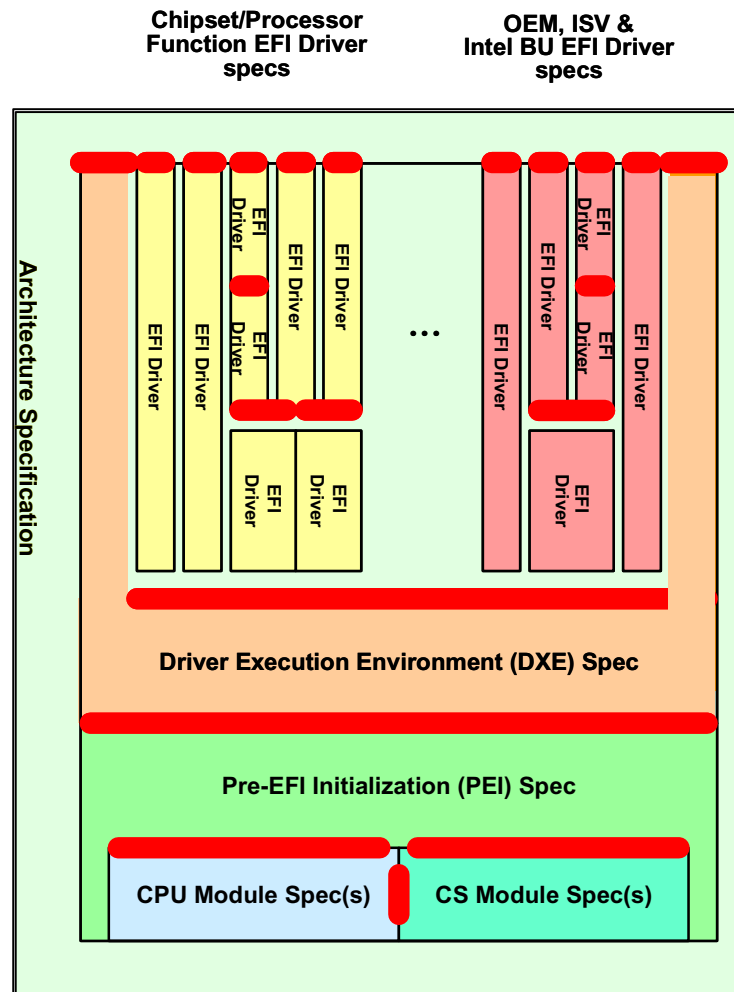 Chipset/Processor
Function EFI Driver
specs
OEM, ISV &
Intel BU EFI Driver
specs
Architecture Specification
EFI Driver
EFI Driver
EFI
Driver
EFI
Driver
EFI Driver
EFI Driver
EFI
Driver
EFI
Driver
...
EFI Driver
EFI Driver
EFI
Driver
EFI
Driver
EFI Driver
EFI
Driver
Driver Execution Environment (DXE) Spec
Pre-EFI Initialization (PEI) Spec
CPU Module Spec(s)
CS Module Spec(s)